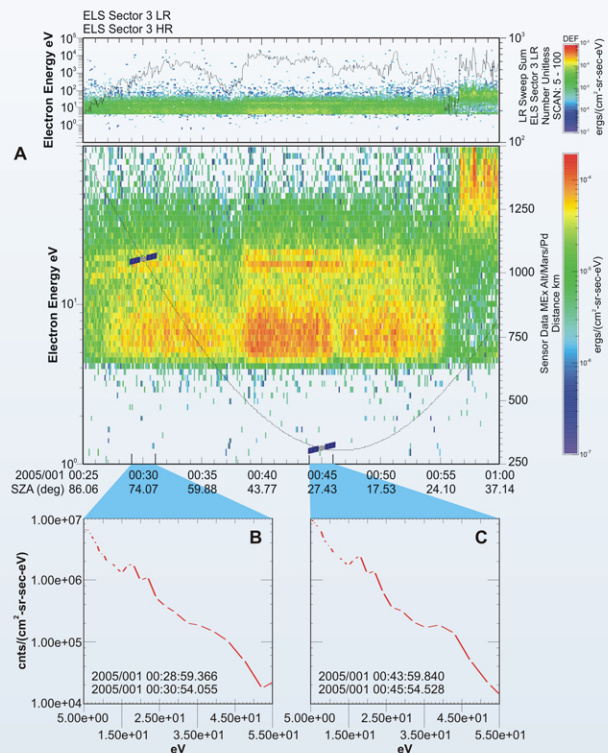 ELS Sector 3 LR
ELS Sector 3 HR
Electron Energy eV
10⁵
10⁴
10³
10²
10¹
10⁰
10³
10²
LR Sweep Sum
ELS Sector 3 LR
Number Unitless
SCAN: 5 - 100
DEF
ergs/(cm²-sr-sec-eV)
A
Electron Energy eV
10¹
10⁰
1250
1000
750
500
250
Sensor Data MEx Alt/Mars/Pd
Distance km
10⁻⁴
10⁻⁵
10⁻⁶
10⁻⁷
ergs/(cm²-sr-sec-eV)
2005/001 00:25 00:30 00:35 00:40 00:45 00:50 00:55 01:00
SZA (deg) 86.06 74.07 59.88 43.77 27.43 17.53 24.10 37.14
B
cnts/(cm²-sr-sec-eV)
1.00e+07
1.00e+06
1.00e+05
1.00e+04
2005/001 00:28:59.366
2005/001 00:30:54.055
5.00e+00 2.50e+01 4.50e+01
1.50e+01 3.50e+01 5.50e+01
eV
C
2005/001 00:43:59.840
2005/001 00:45:54.528
5.00e+00 2.50e+01 4.50e+01
1.50e+01 3.50e+01 5.50e+01
eV